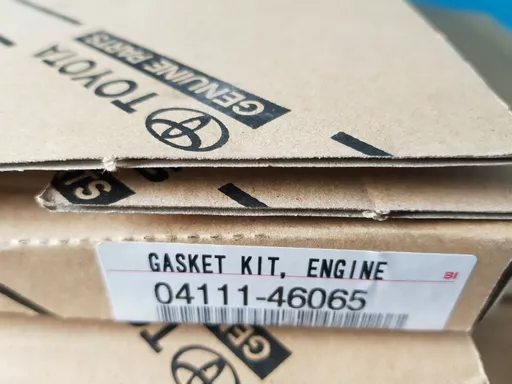 TOYOTA
GENUINE PARTS
GASKET KIT, ENGINE
04111-46065